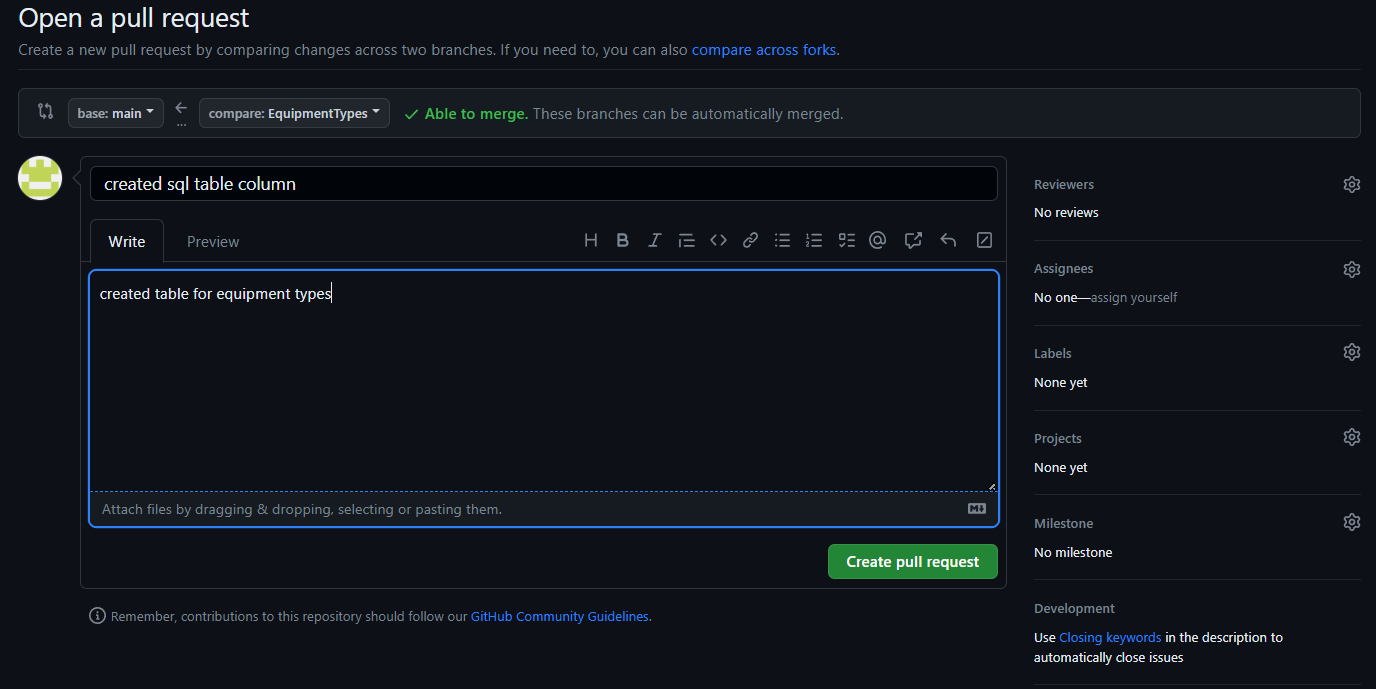 Open a pull request
Create a new pull request by comparing changes across two branches. If you need to, you can also compare across forks.
base: main
compare: EquipmentTypes
Able to merge. These branches can be automatically merged.
created sql table column
Write Preview
created table for equipment types
Attach files by dragging & dropping, selecting or pasting them.
Create pull request
Remember, contributions to this repository should follow our GitHub Community Guidelines.
Reviewers
No reviews
Assignees
No one—assign yourself
Labels
None yet
Projects
None yet
Milestone
No milestone
Development
Use Closing keywords in the description to
automatically close issues